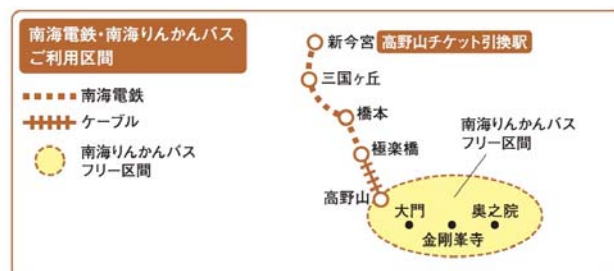 南海電鉄・南海りんかんバス
ご利用区間
南海電鉄
ケーブル
南海りんかんバス
フリー区間
新今宮 高野山チケット引換駅
三国ヶ丘
橋本
極楽橋
高野山
南海りんかんバス
フリー区間
大門
奥之院
金剛峯寺